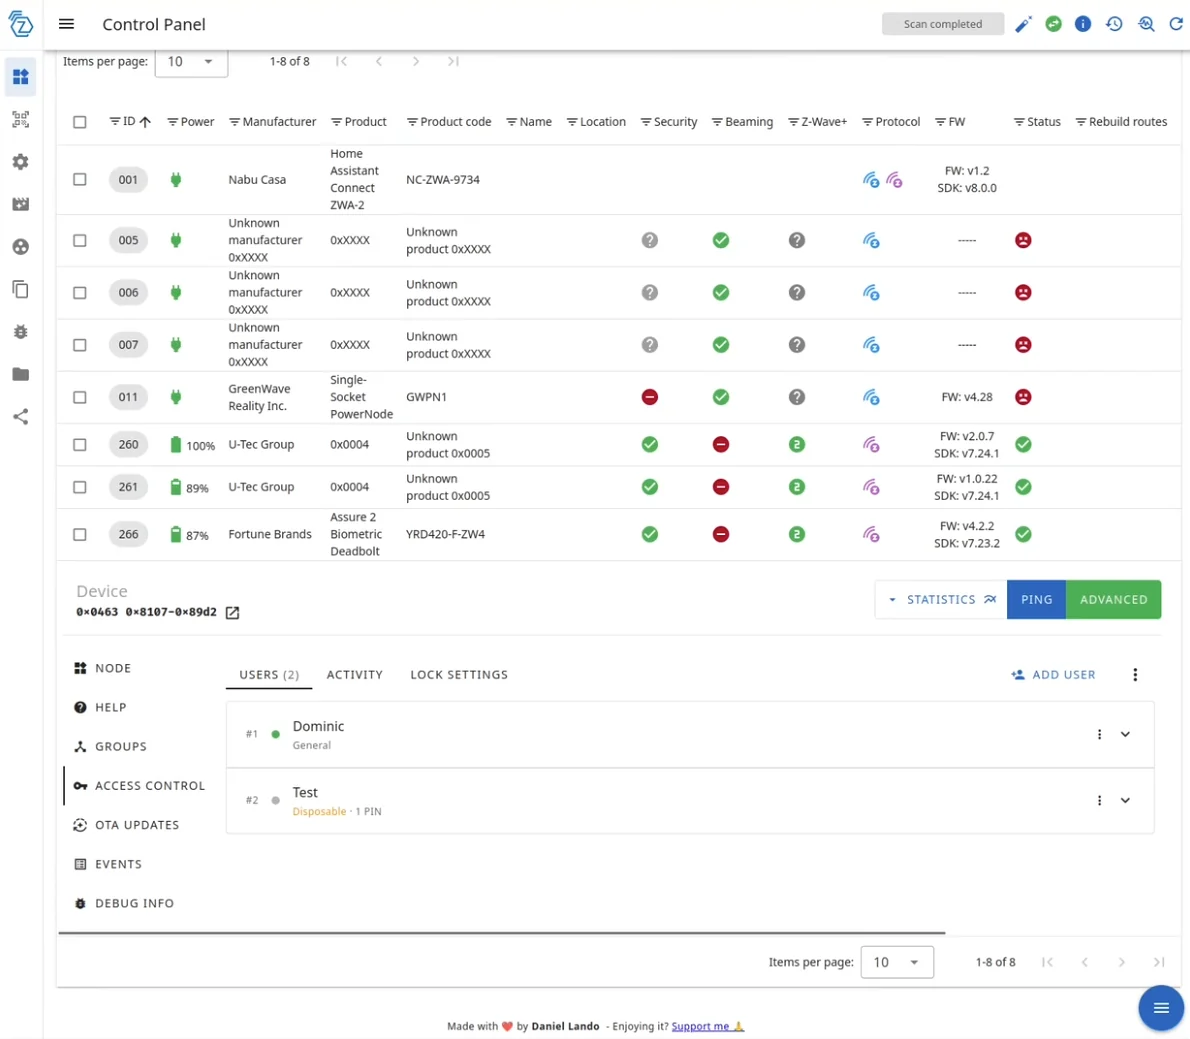 Control Panel
Scan completed
Items per page: 10 1-8 of 8
ID Power Manufacturer Product Product code Name Location Security Beaming Z-Wave+ Protocol FW Status Rebuild routes
001 Nabu Casa Home Assistant Connect ZWA-2 NC-ZWA-9734 FW: v1.2 SDK: v8.0.0
005 Unknown manufacturer 0xXXXX 0xXXXX Unknown product 0xXXXX -----
006 Unknown manufacturer 0xXXXX 0xXXXX Unknown product 0xXXXX -----
007 Unknown manufacturer 0xXXXX 0xXXXX Unknown product 0xXXXX -----
011 GreenWave Reality Inc. Single-Socket PowerNode GWPN1 FW: v4.28
260 100% U-Tec Group 0x0004 Unknown product 0x0005 FW: v2.0.7 SDK: v7.24.1
261 89% U-Tec Group 0x0004 Unknown product 0x0005 FW: v1.0.22 SDK: v7.24.1
266 87% Fortune Brands Assure 2 Biometric Deadbolt YRD420-F-ZW4 FW: v4.2.2 SDK: v7.23.2
Device
0x0463 0x8107-0x89d2
STATISTICS PING ADVANCED
NODE
HELP
GROUPS
ACCESS CONTROL
OTA UPDATES
EVENTS
DEBUG INFO
USERS (2) ACTIVITY LOCK SETTINGS ADD USER
#1 Dominic
General
#2 Test
Disposable · 1 PIN
Items per page: 10 1-8 of 8
Made with ❤️ by Daniel Lando - Enjoying it? Support me 🙏